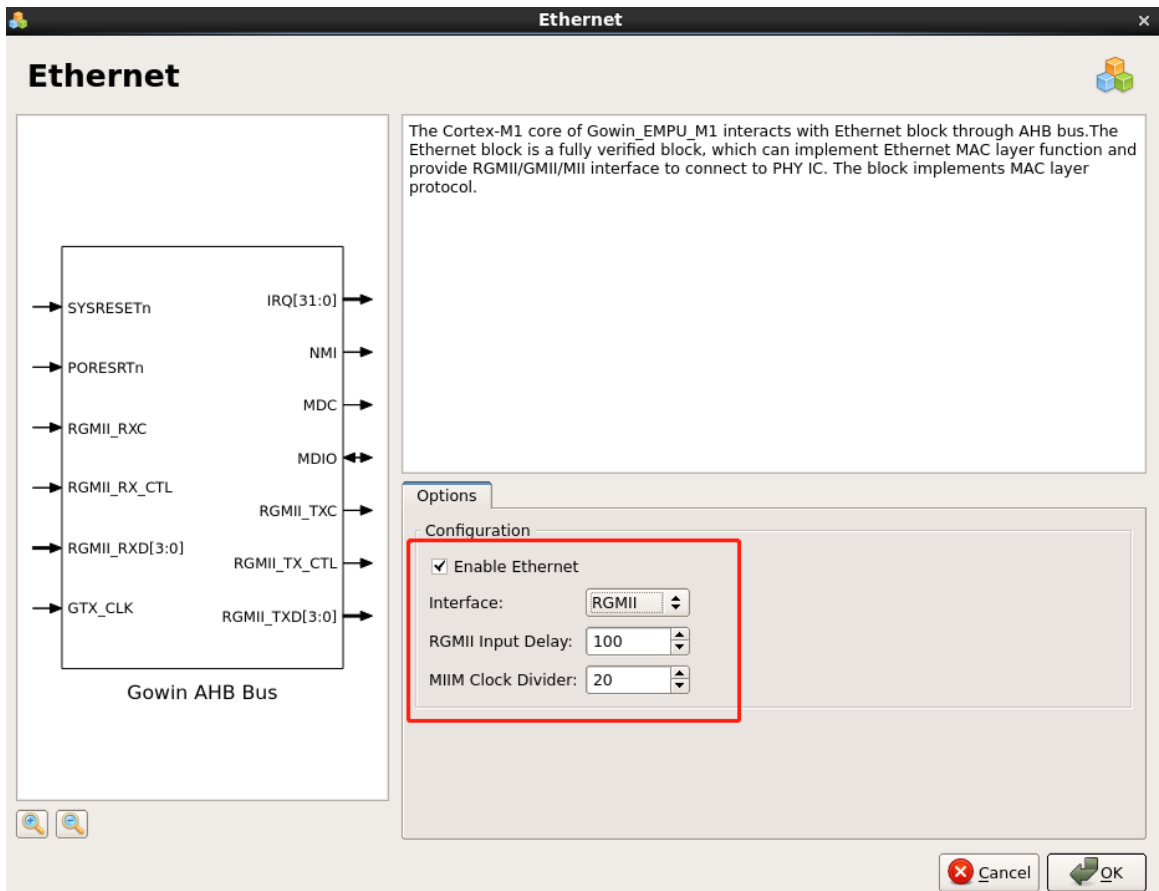 Ethernet
Ethernet
The Cortex-M1 core of Gowin_EMPU_M1 interacts with Ethernet block through AHB bus.The
Ethernet block is a fully verified block, which can implement Ethernet MAC layer function and
provide RGMII/GMII/MII interface to connect to PHY IC. The block implements MAC layer
protocol.
SYSRESETn
PORESRTn
RGMII_RXC
RGMII_RX_CTL
RGMII_RXD[3:0]
GTX_CLK
IRQ[31:0]
NMI
MDC
MDIO
RGMII_TXC
RGMII_TX_CTL
RGMII_TXD[3:0]
Gowin AHB Bus
Options
Configuration
Enable Ethernet
Interface: RGMII
RGMII Input Delay: 100
MIIM Clock Divider: 20
Cancel
OK